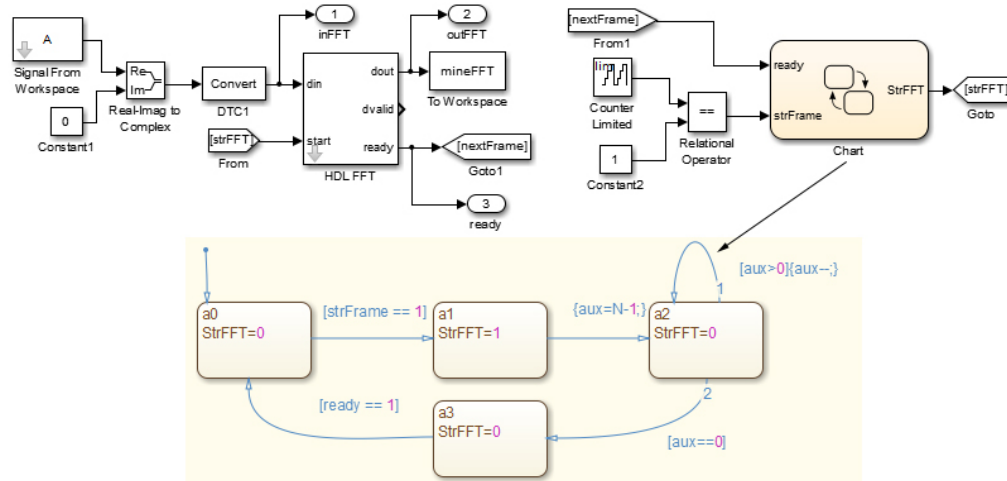 A
Signal From
Workspace
0
Constant1
Re
Im
Real-Imag to
Complex
Convert
DTC1
1
inFFT
[strFFT]
From
din
start
dout
dvalid
ready
HDL FFT
2
outFFT
mineFFT
To Workspace
[nextFrame]
Goto1
3
ready
[nextFrame]
From1
lim
Counter
Limited
1
Constant2
==
Relational
Operator
ready
strFrame
StrFFT
Chart
[strFFT]
Goto
a0
StrFFT=0
[strFrame == 1]
a1
StrFFT=1
{aux=N-1;}
a2
StrFFT=0
1
[aux>0]{aux--;}
2
[aux==0]
a3
StrFFT=0
[ready == 1]